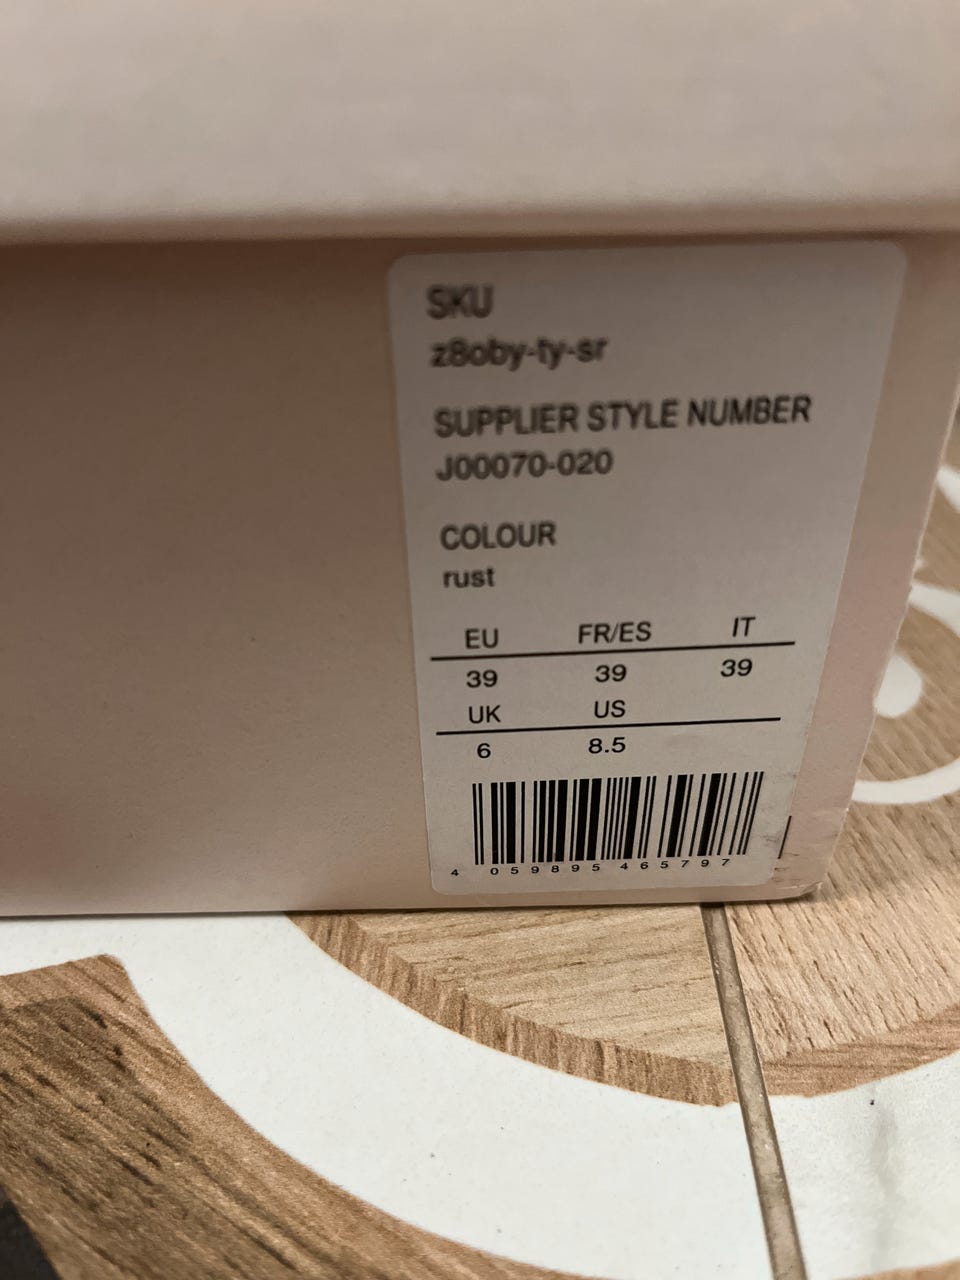 SKU
z8oby-ty-sr
SUPPLIER STYLE NUMBER
J00070-020
COLOUR
rust
EU FR/ES IT
39 39 39
UK US
6 8.5
4 059895 465797